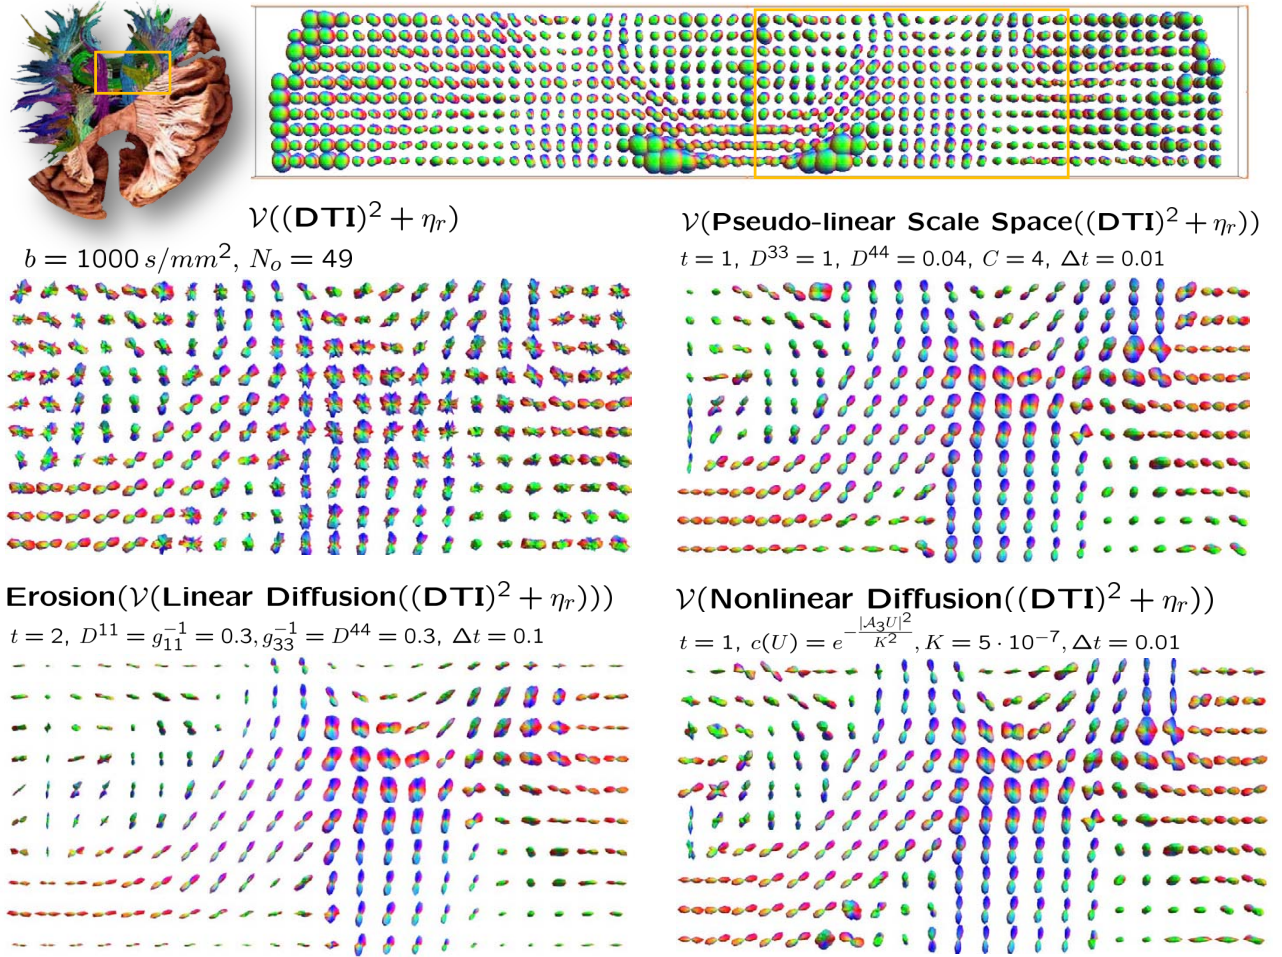 𝒱((DTI)² + ηᵣ)
b = 1000 s/mm², Nₒ = 49
𝒱(Pseudo-linear Scale Space((DTI)² + ηᵣ))
t = 1, D³³ = 1, D⁴⁴ = 0.04, C = 4, Δt = 0.01
Erosion(𝒱(Linear Diffusion((DTI)² + ηᵣ)))
t = 2, D¹¹ = g₁₁⁻¹ = 0.3, g₃₃⁻¹ = D⁴⁴ = 0.3, Δt = 0.1
𝒱(Nonlinear Diffusion((DTI)² + ηᵣ))
t = 1, c(U) = e^{-|𝒜₃U|²/K²}, K = 5 · 10⁻⁷, Δt = 0.01